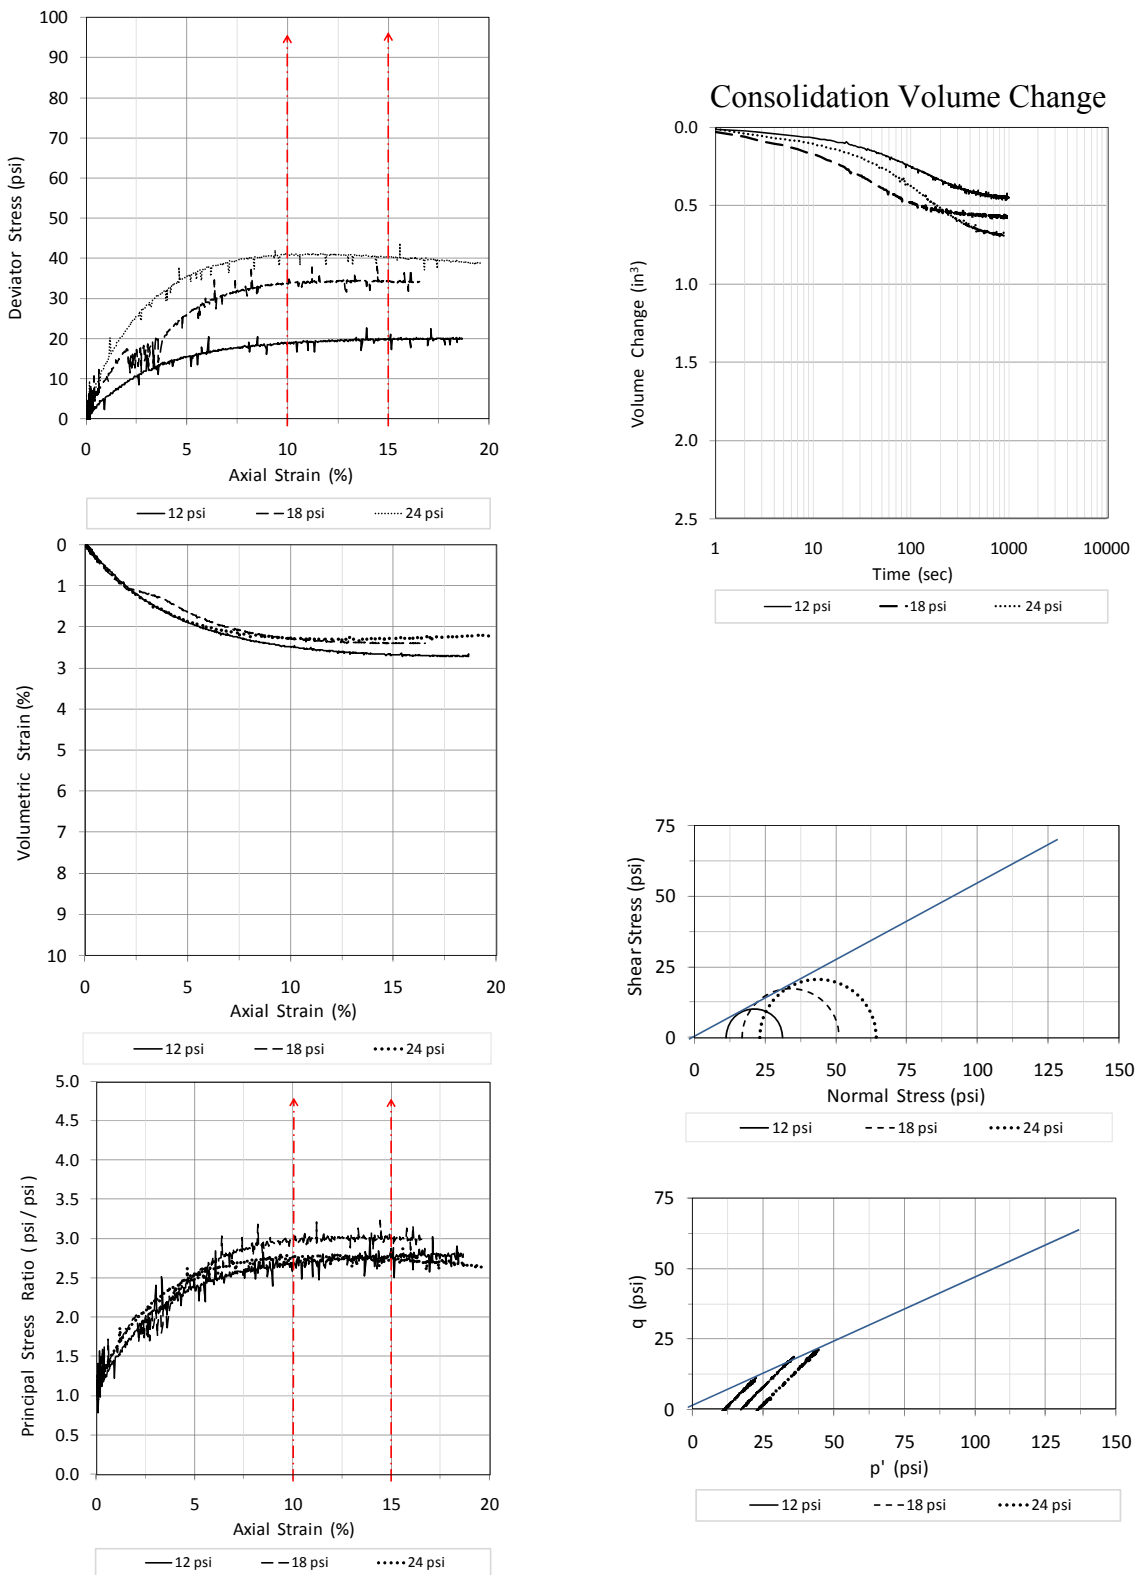 100
90
80
70
60
50
40
30
20
10
0
Deviator Stress (psi)
0 5 10 15 20
Axial Strain (%)
12 psi 18 psi 24 psi
Consolidation Volume Change
0.0
0.5
1.0
1.5
2.0
2.5
Volume Change (in³)
1 10 100 1000 10000
Time (sec)
12 psi 18 psi 24 psi
0
1
2
3
4
5
6
7
8
9
10
Volumetric Strain (%)
0 5 10 15 20
Axial Strain (%)
12 psi 18 psi 24 psi
75
50
25
0
Shear Stress (psi)
0 25 50 75 100 125 150
Normal Stress (psi)
12 psi 18 psi 24 psi
5.0
4.5
4.0
3.5
3.0
2.5
2.0
1.5
1.0
0.5
0.0
Principal Stress Ratio ( psi / psi )
0 5 10 15 20
Axial Strain (%)
12 psi 18 psi 24 psi
75
50
25
0
q (psi)
0 25 50 75 100 125 150
p' (psi)
12 psi 18 psi 24 psi